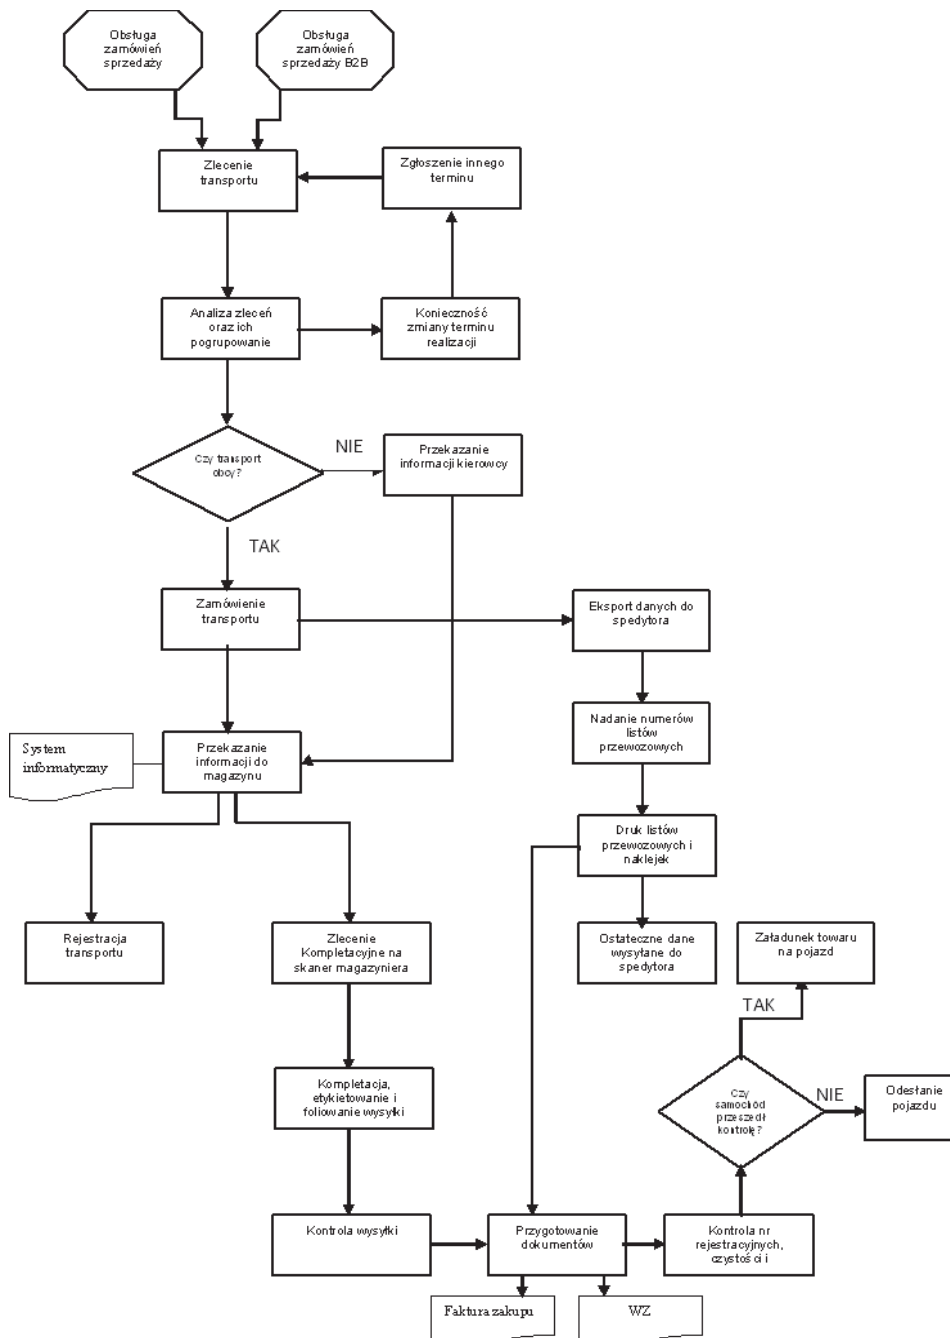 Obsługa
zamówień
sprzedaży
Obsługa
zamówień
sprzedaży B2B
Zlecenie
transportu
Zgłoszenie innego
terminu
Analiza zleceń
oraz ich
pogrupowanie
Konieczność
zmiany terminu
realizacji
Czy transport
obcy?
NIE
Przekazanie
informacji kierowcy
TAK
Zamówienie
transportu
Eksport danych do
spedytora
Nadanie numerów
listów
przewozowych
System
informatyczny
Przekazanie
informacji do
magazynu
Druk listów
przewozowych i
naklejek
Rejestracja
transportu
Zlecenie
Kompletacyjne na
skaner magazyniera
Ostateczne dane
wysyłane do
spedytora
Załadunek towaru
na pojazd
TAK
Kompletacja,
etykietowanie i
foliowanie wysyłki
Czy
samochód
przeszedł
kontrolę?
NIE
Odesłanie
pojazdu
Kontrola wysyłki
Przygotowanie
dokumentów
Kontrola nr
rejestracyjnych,
czystości i
Faktura zakupu
WZ